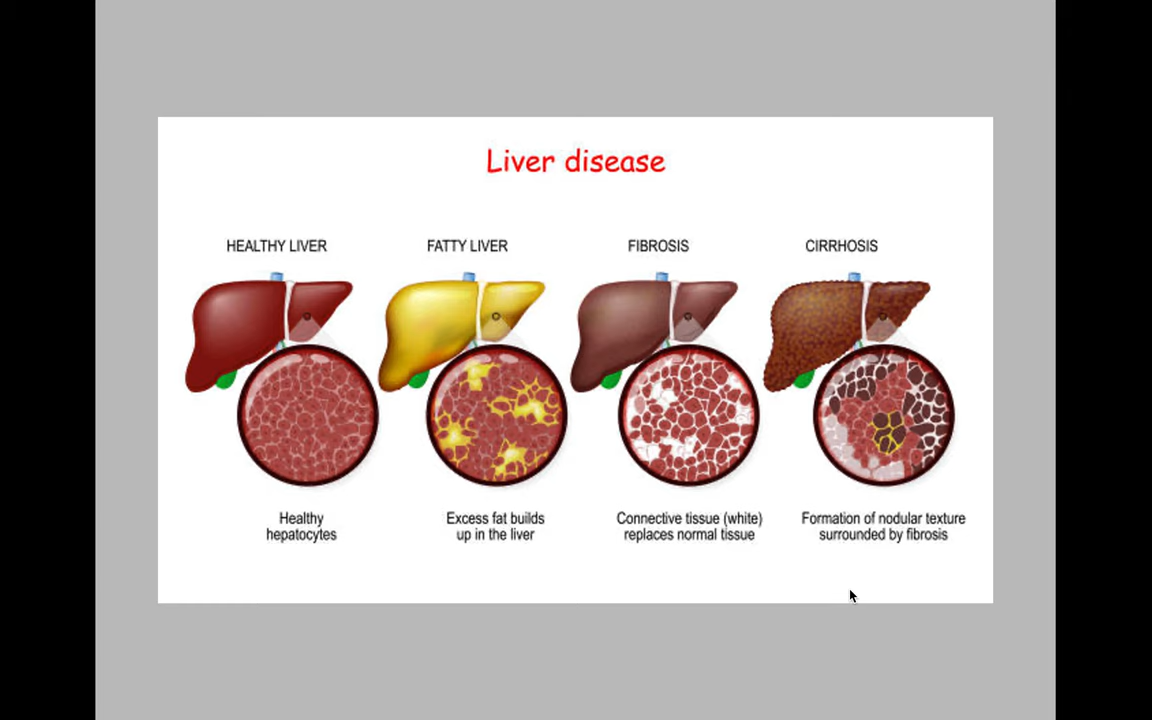 Liver disease
HEALTHY LIVER
FATTY LIVER
FIBROSIS
CIRRHOSIS
Healthy
hepatocytes
Excess fat builds
up in the liver
Connective tissue (white)
replaces normal tissue
Formation of nodular texture
surrounded by fibrosis